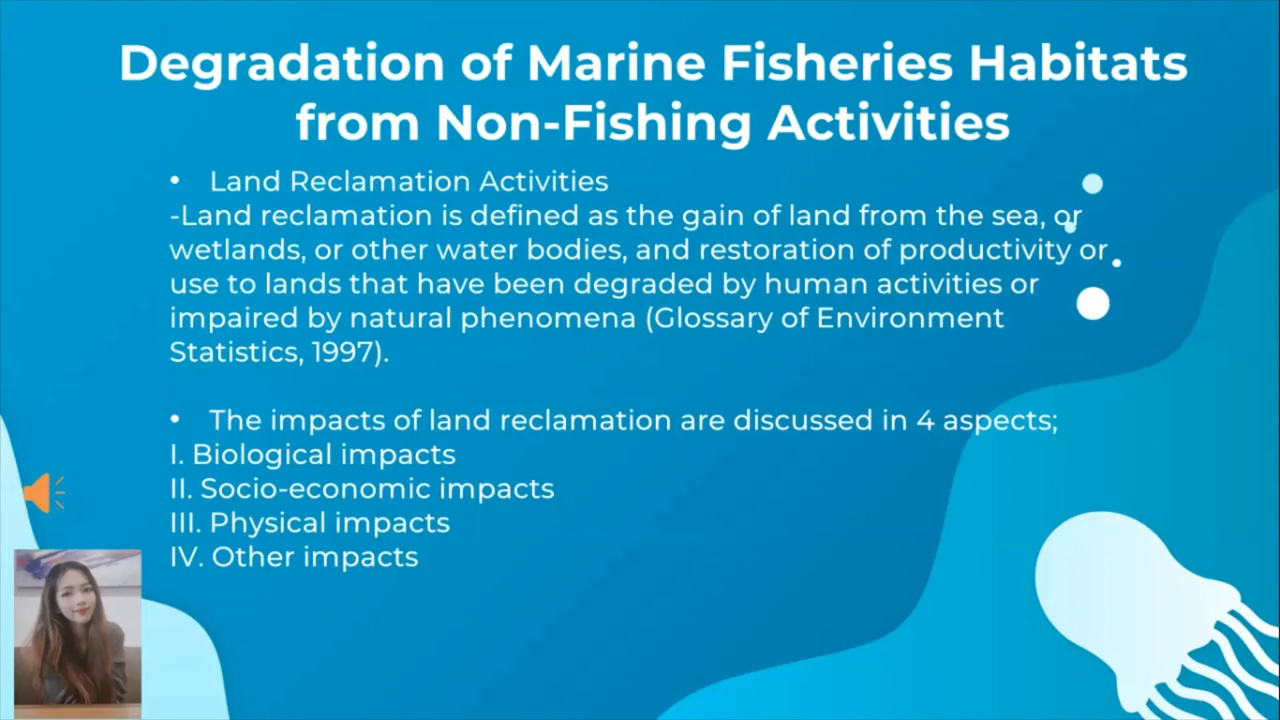 Degradation of Marine Fisheries Habitats
from Non-Fishing Activities
• Land Reclamation Activities
-Land reclamation is defined as the gain of land from the sea, or
wetlands, or other water bodies, and restoration of productivity or
use to lands that have been degraded by human activities or
impaired by natural phenomena (Glossary of Environment
Statistics, 1997).
• The impacts of land reclamation are discussed in 4 aspects;
I. Biological impacts
II. Socio-economic impacts
III. Physical impacts
IV. Other impacts